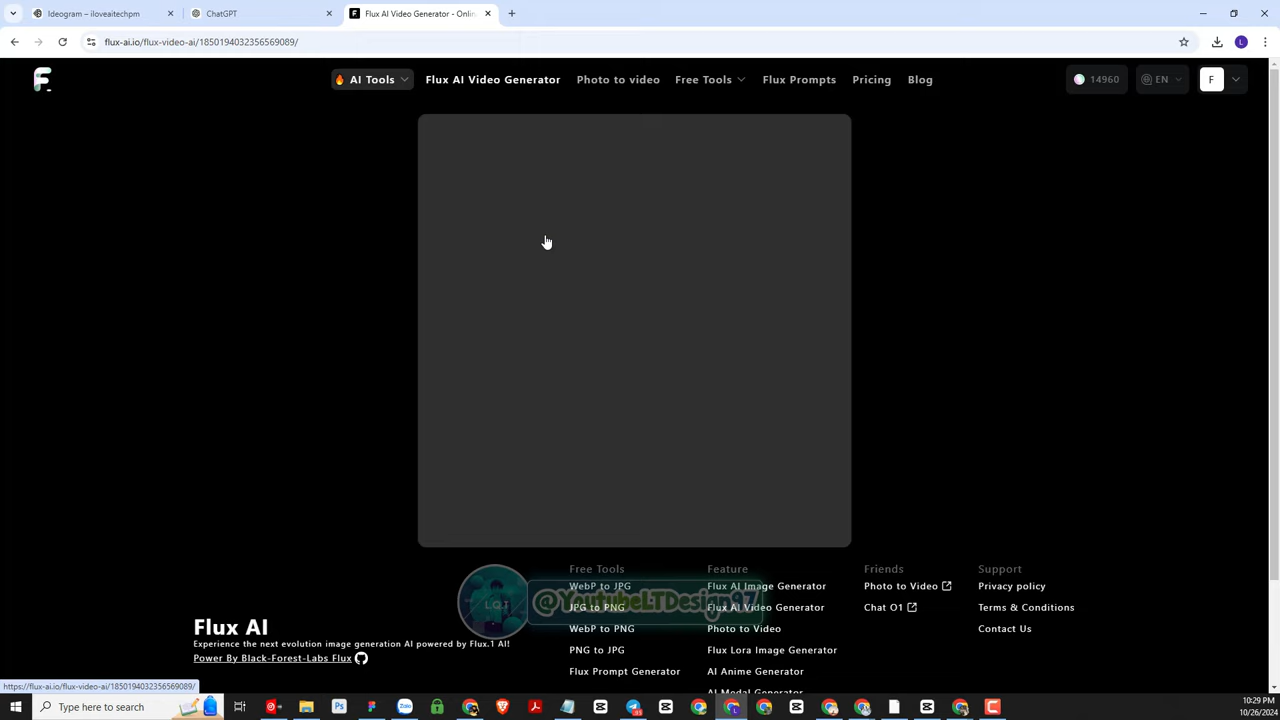 Ideogram – iloveaitechpm
ChatGPT
Flux AI Video Generator - Onlin
flux-ai.io/flux-video-ai/1850194032356569089/
F.
AI Tools
Flux AI Video Generator
Photo to video
Free Tools
Flux Prompts
Pricing
Blog
14960
EN
F
Free Tools
WebP to JPG
JPG to PNG
WebP to PNG
PNG to JPG
Flux Prompt Generator
Feature
Flux AI Image Generator
Flux AI Video Generator
Photo to Video
Flux Lora Image Generator
AI Anime Generator
AI Model Generator
Friends
Photo to Video
Chat O1
Support
Privacy policy
Terms & Conditions
Contact Us
L.Q.T
@YoutubeLTDesign97
Flux AI
Experience the next evolution image generation AI powered by Flux.1 AI!
Power By Black-Forest-Labs Flux
https://flux-ai.io/flux-video-ai/1850194032356569089/
Type here to search
10:29 PM
10/26/2024